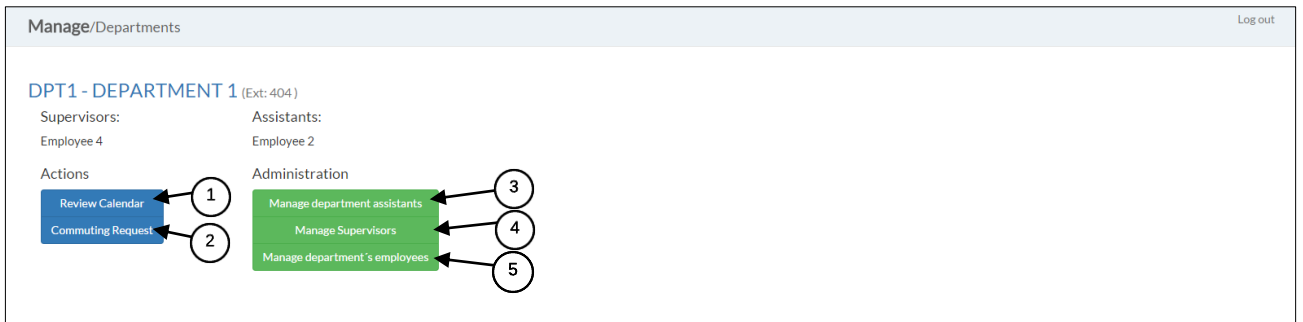 Manage/Departments
Log out
DPT1 - DEPARTMENT 1 (Ext: 404 )
Supervisors:
Assistants:
Employee 4
Employee 2
Actions
Administration
Review Calendar
1
Manage department assistants
3
Commuting Request
2
Manage Supervisors
4
Manage department´s employees
5